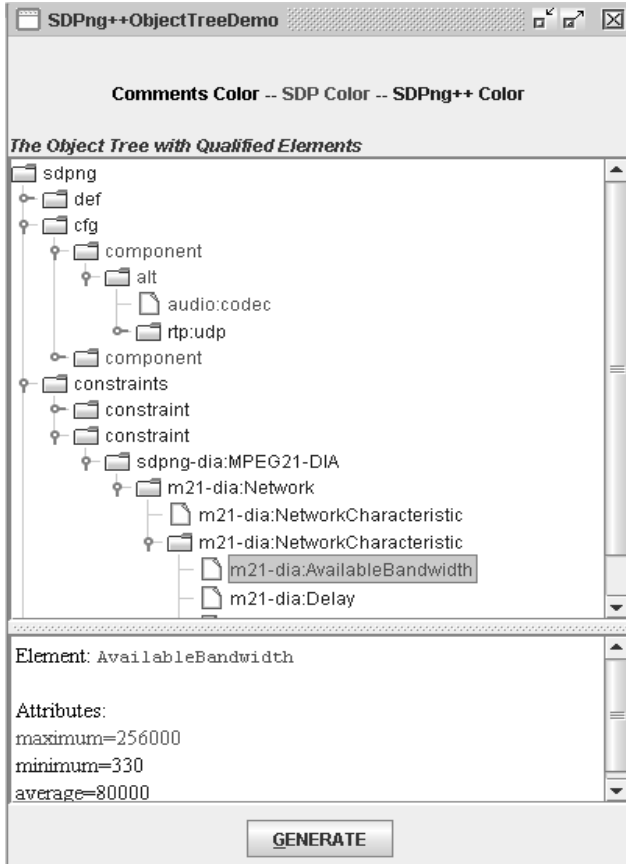 SDPng++ObjectTreeDemo
Comments Color -- SDP Color -- SDPng++ Color
The Object Tree with Qualified Elements
sdpng
def
cfg
component
alt
audio:codec
rtp:udp
component
constraints
constraint
constraint
sdpng-dia:MPEG21-DIA
m21-dia:Network
m21-dia:NetworkCharacteristic
m21-dia:NetworkCharacteristic
m21-dia:AvailableBandwidth
m21-dia:Delay
Element: AvailableBandwidth
Attributes:
maximum=256000
minimum=330
average=80000
GENERATE